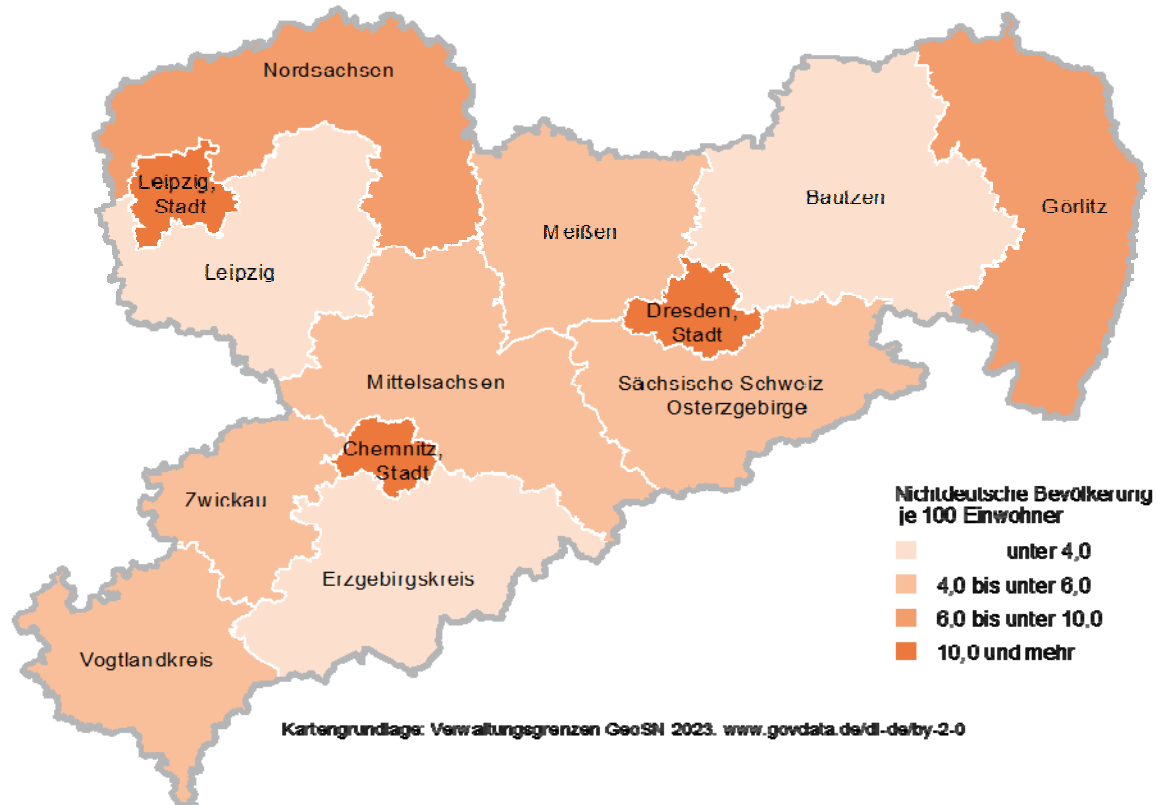 Nordsachsen
Leipzig,
Stadt
Leipzig
Meißen
Bautzen
Görlitz
Dresden,
Stadt
Mittelsachsen
Sächsische Schweiz
Osterzgebirge
Chemnitz,
Stadt
Zwickau
Erzgebirgskreis
Vogtlandkreis
Nichtdeutsche Bevölkerung
je 100 Einwohner
unter 4,0
4,0 bis unter 6,0
6,0 bis unter 10,0
10,0 und mehr
Kartengrundlage: Verwaltungsgrenzen GeoSN 2023. www.govdata.de/dl-de/by-2-0